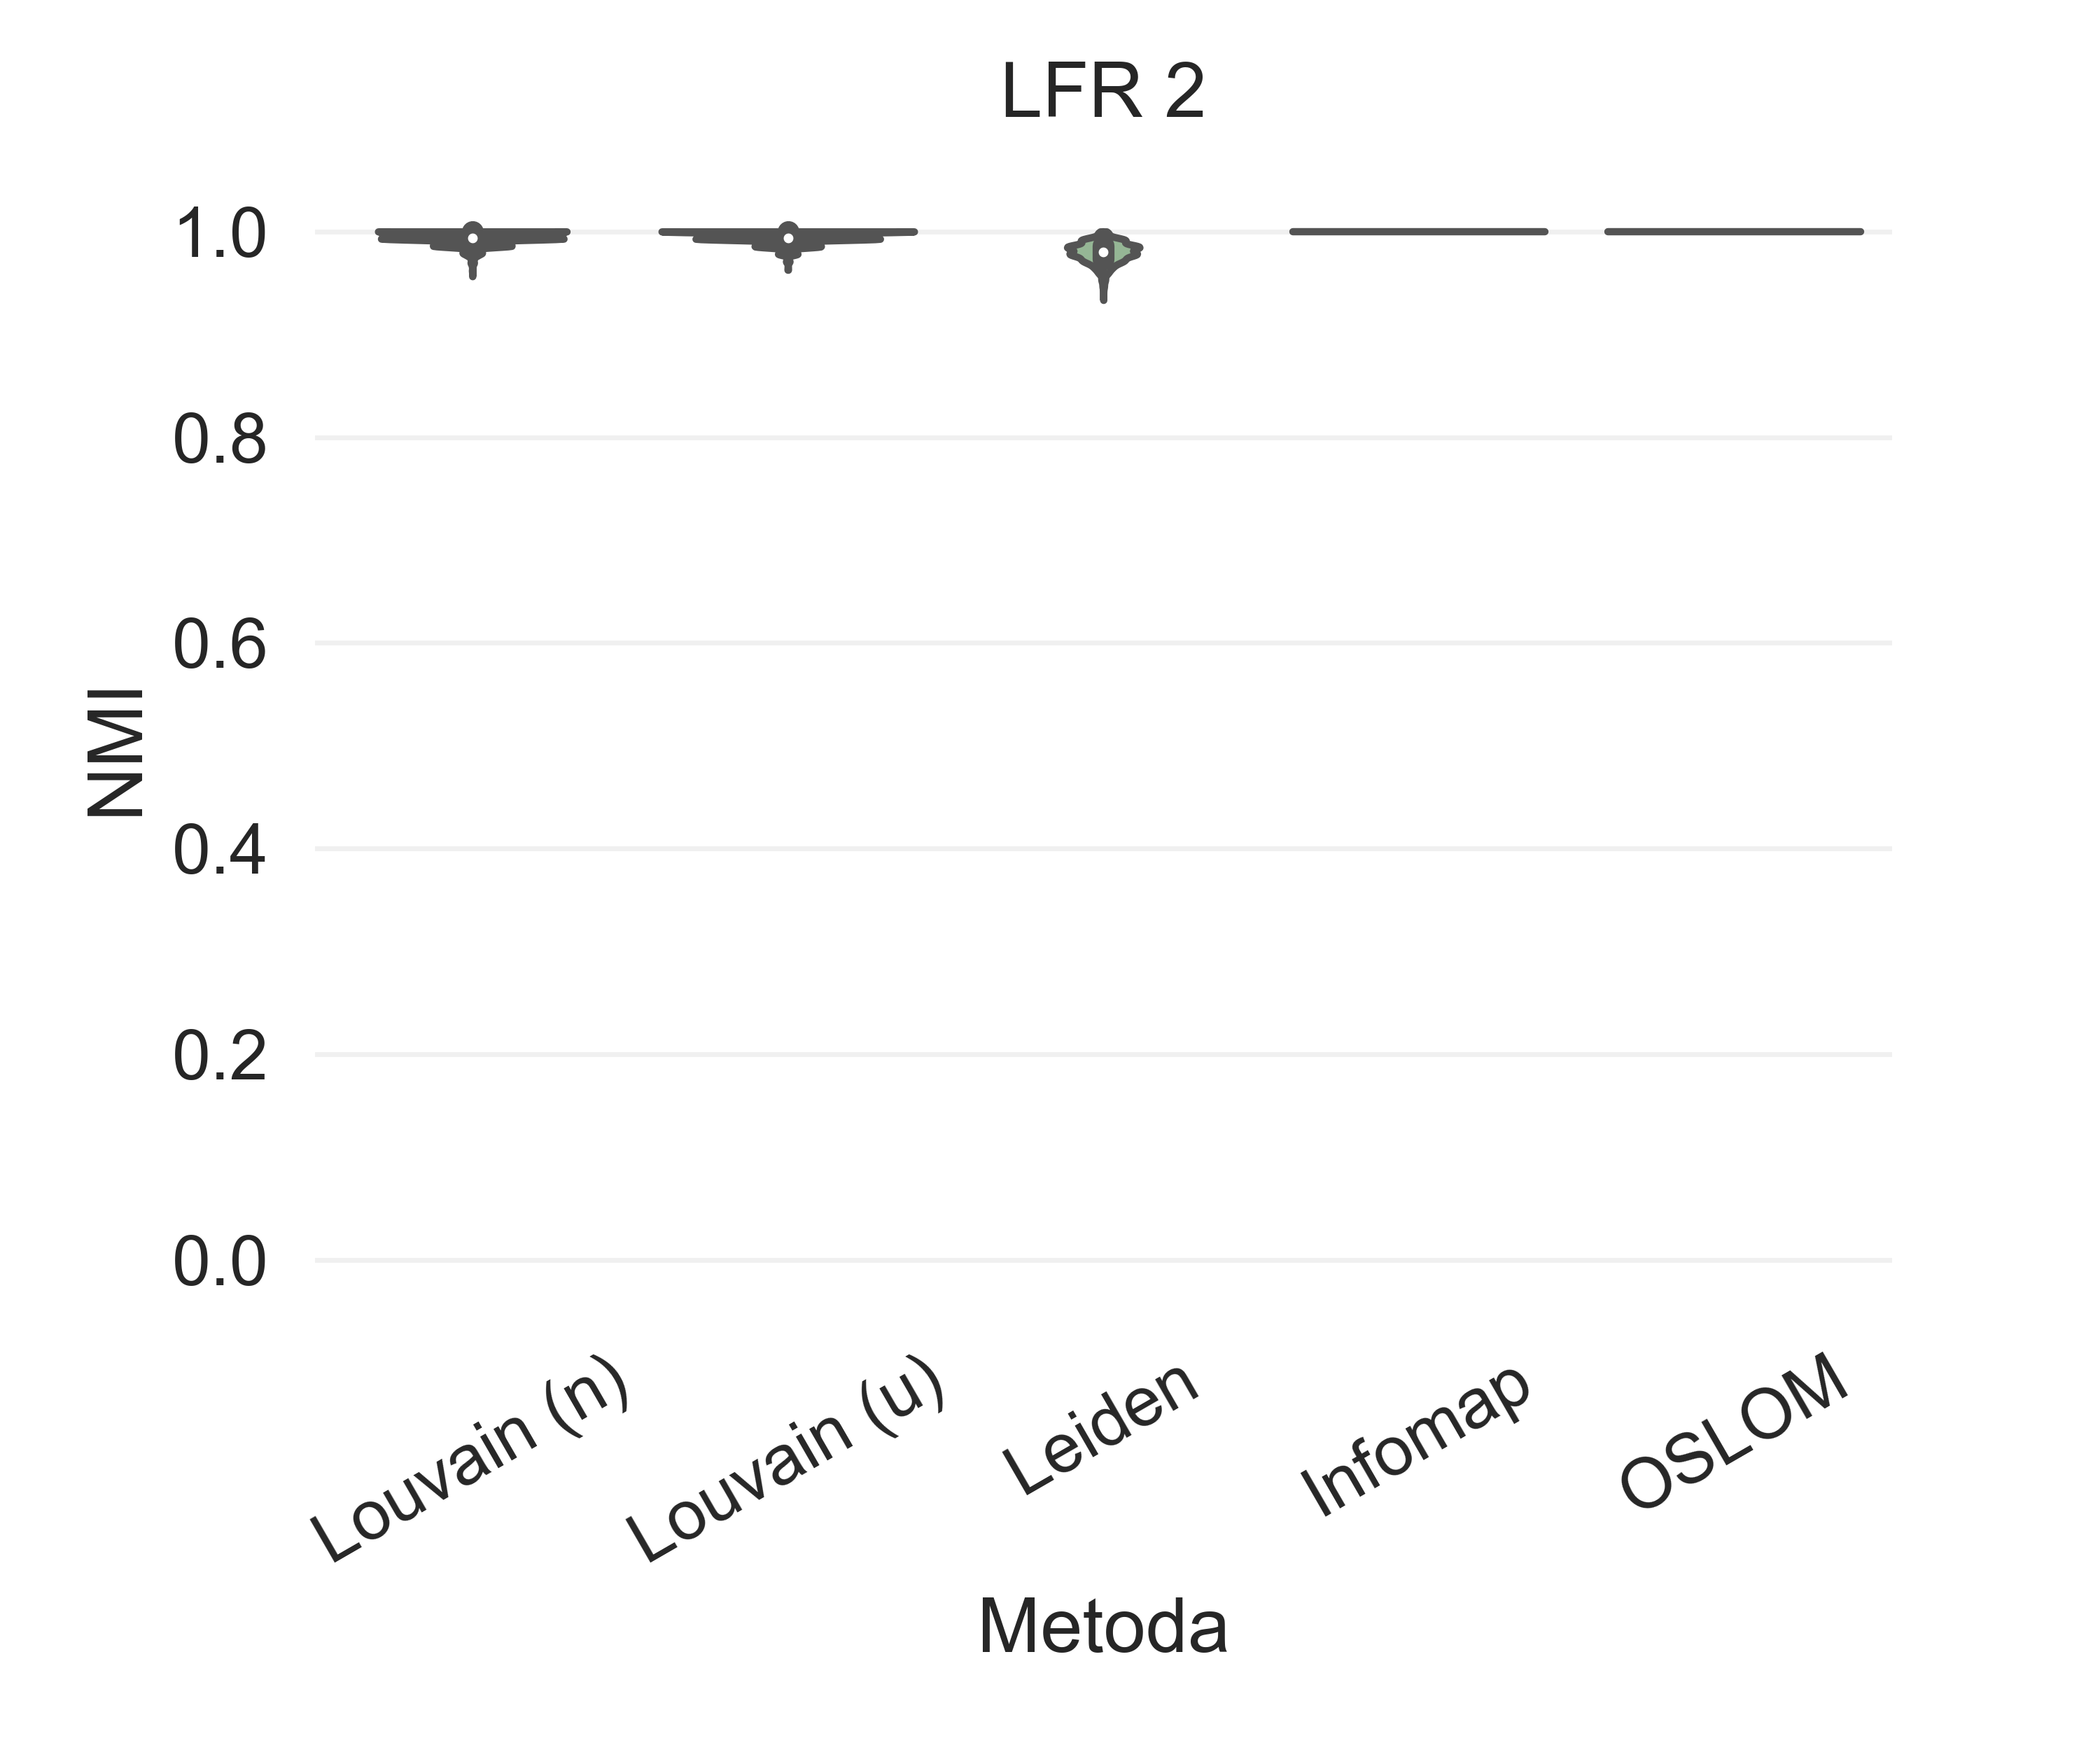 LFR 2
1.0
0.8
0.6
0.4
0.2
0.0
NMI
Louvain (n)
Louvain (u)
Leiden
Infomap
OSLOM
Metoda